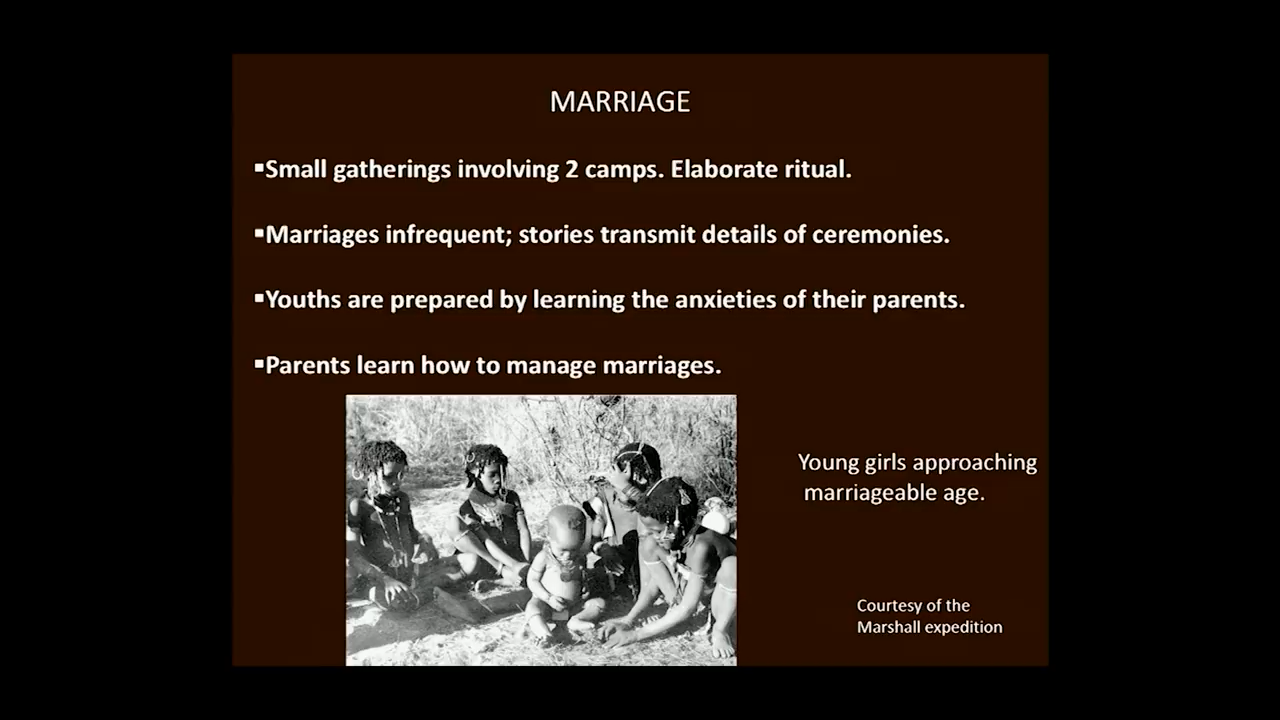 MARRIAGE
▪Small gatherings involving 2 camps. Elaborate ritual.
▪Marriages infrequent; stories transmit details of ceremonies.
▪Youths are prepared by learning the anxieties of their parents.
▪Parents learn how to manage marriages.
Young girls approaching
marriageable age.
Courtesy of the
Marshall expedition